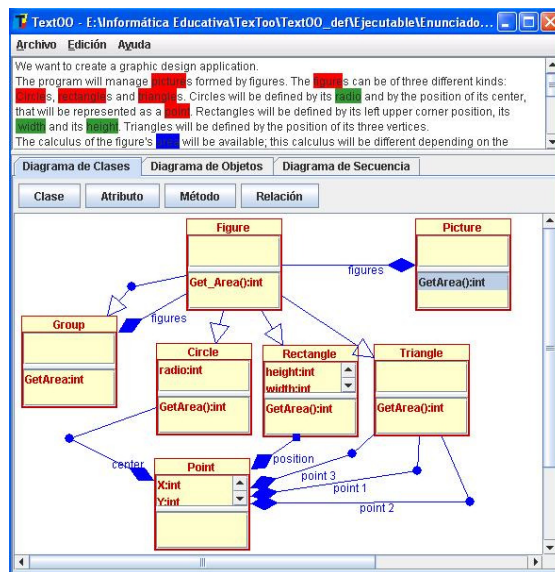 TextOO - E:\Informática Educativa\TexToo\TextOO_def\Ejecutable\Enunciado...
Archivo Edición Ayuda
We want to create a graphic design application.
The program will manage pictures formed by figures. The figures can be of three different kinds:
Circles, rectangles and triangles. Circles will be defined by its radio and by the position of its center,
that will be represented as a point. Rectangles will be defined by its left upper corner position, its
width and its height. Triangles will be defined by the position of its three vertices.
The calculus of the figure's will be available; this calculus will be different depending on the
Diagrama de Clases Diagrama de Objetos Diagrama de Secuencia
Clase Atributo Método Relación
Figure
Get_Area():int
Picture
GetArea():int
figures
figures
Group
GetArea:int
Circle
radio:int
GetArea():int
Rectangle
height:int
width:int
GetArea():int
Triangle
GetArea():int
center
position
point 3
point 1
point 2
Point
X:int
Y:int